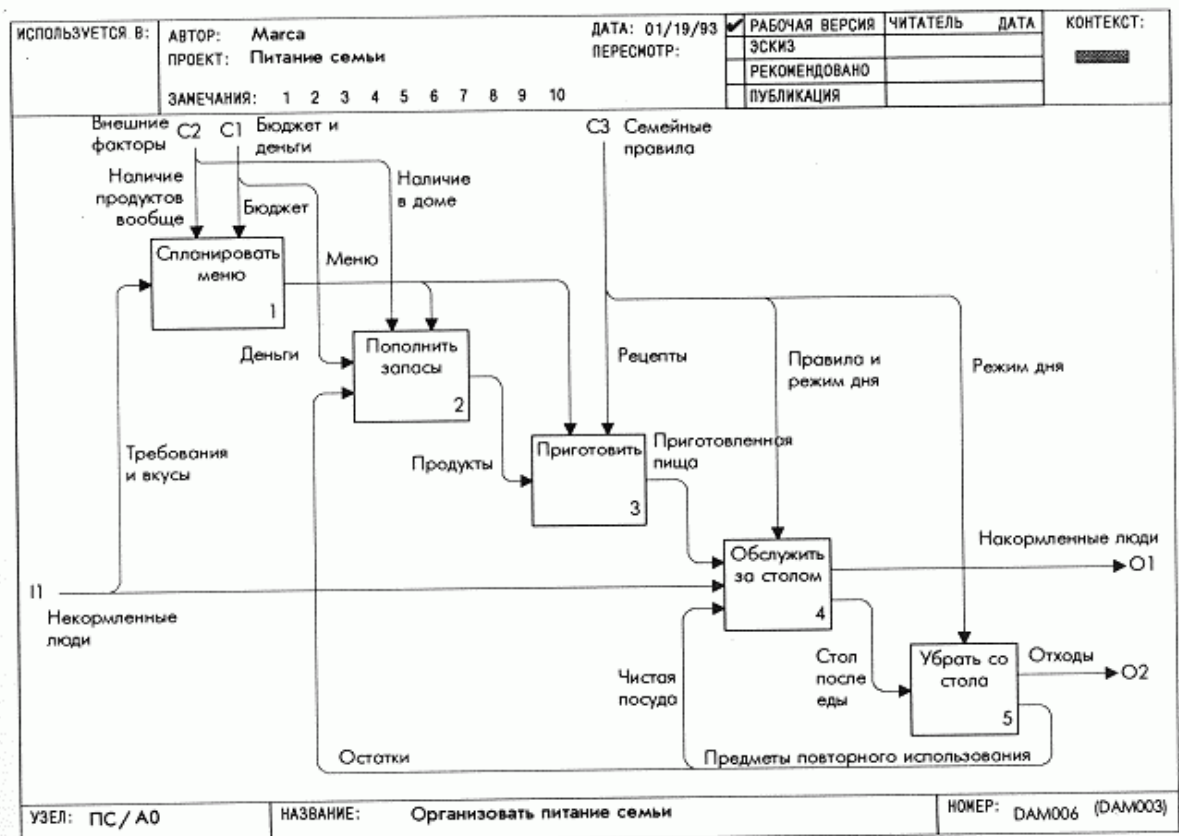 ИСПОЛЬЗУЕТСЯ В:
АВТОР: Marca
ДАТА: 01/19/93
ПРОЕКТ: Питание семьи
ПЕРЕСМОТР:
ЗАМЕЧАНИЯ: 1 2 3 4 5 6 7 8 9 10
✔ РАБОЧАЯ ВЕРСИЯ
ЭСКИЗ
РЕКОМЕНДОВАНО
ПУБЛИКАЦИЯ
ЧИТАТЕЛЬ ДАТА
КОНТЕКСТ:
Внешние
факторы
C2
C1
Бюджет и
деньги
C3
Семейные
правила
Наличие
продуктов
вообще
Бюджет
Наличие
в доме
Спланировать
меню
1
Меню
Деньги
Пополнить
запасы
2
Рецепты
Правила и
режим дня
Режим дня
Требования
и вкусы
Продукты
Приготовить
3
Приготовленная
пища
Обслужить
за столом
4
Накормленные люди
O1
I1
Некормленные
люди
Чистая
посуда
Стол
после
еды
Убрать со
стола
5
Отходы
O2
Остатки
Предметы повторного использования
УЗЕЛ: ПС/A0
НАЗВАНИЕ: Организовать питание семьи
НОМЕР: DAM006 (DAM003)